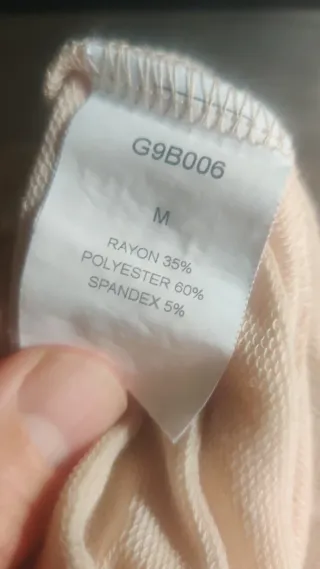 G9B006
M
RAYON 35%
POLYESTER 60%
SPANDEX 5%